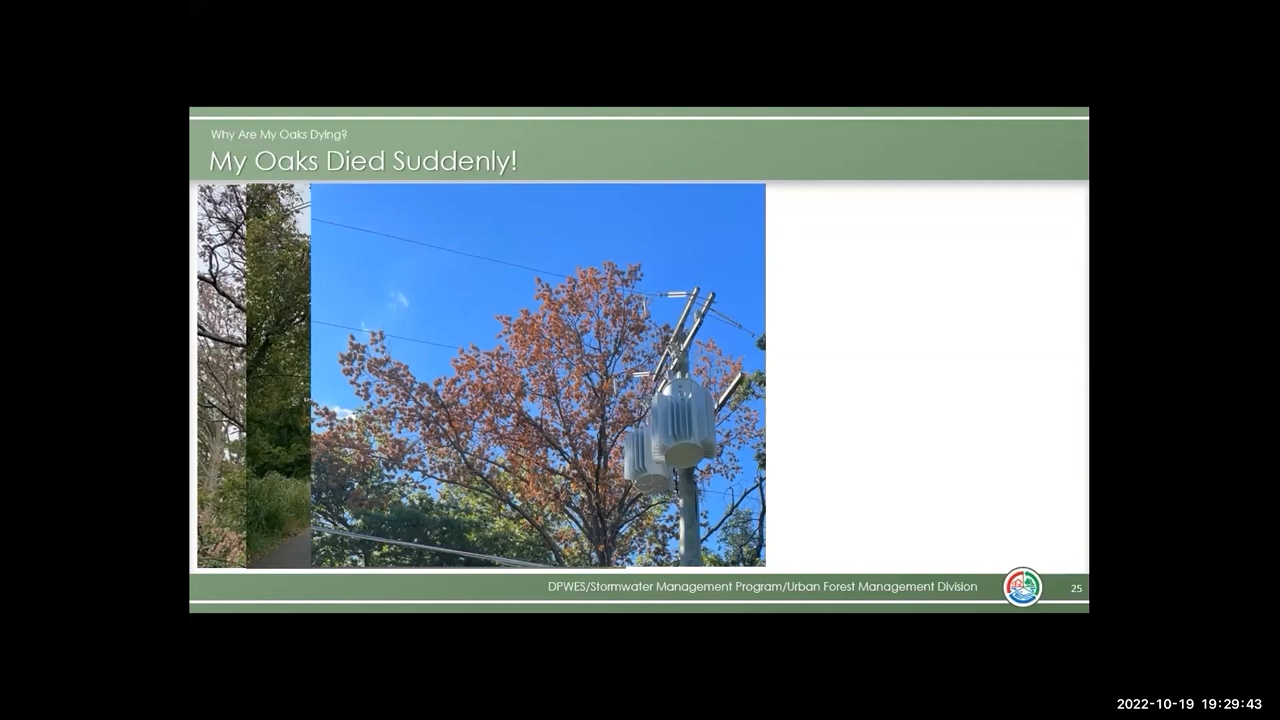 Why Are My Oaks Dying?
My Oaks Died Suddenly!
DPWES/Stormwater Management Program/Urban Forest Management Division
25
2022-10-19 19:29:43